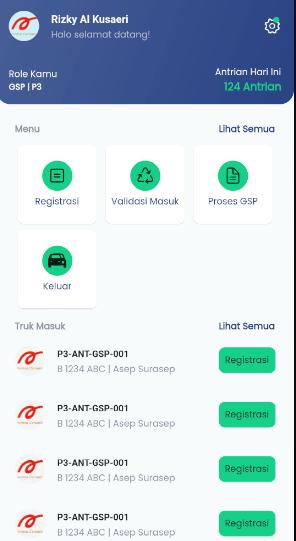 Rizky Al Kusaeri
Halo selamat datang!
Role Kamu
GSP | P3
Antrian Hari Ini
124 Antrian
Menu
Lihat Semua
Registrasi
Validasi Masuk
Proses GSP
Keluar
Truk Masuk
Lihat Semua
P3-ANT-GSP-001
B 1234 ABC | Asep Surasep
Registrasi
P3-ANT-GSP-001
B 1234 ABC | Asep Surasep
Registrasi
P3-ANT-GSP-001
B 1234 ABC | Asep Surasep
Registrasi
P3-ANT-GSP-001
B 1234 ABC | Asep Surasep
Registrasi